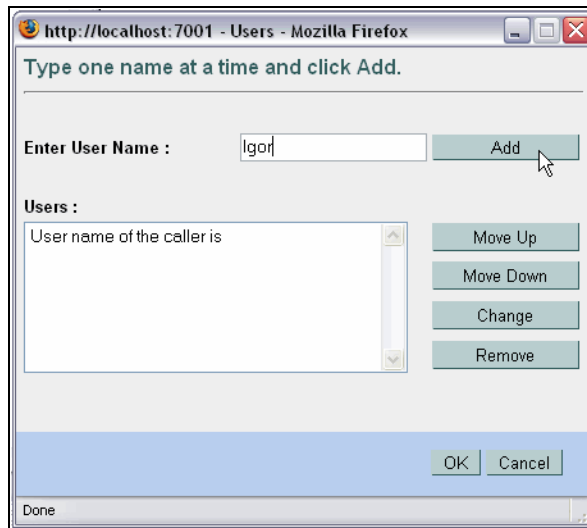 http://localhost:7001 - Users - Mozilla Firefox
Type one name at a time and click Add.
Enter User Name :
Igor
Add
Users :
User name of the caller is
Move Up
Move Down
Change
Remove
OK
Cancel
Done